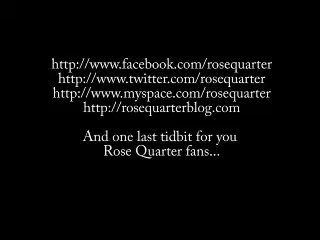 http://www.facebook.com/rosequarter
http://www.twitter.com/rosequarter
http://www.myspace.com/rosequarter
http://rosequarterblog.com
And one last tidbit for you
Rose Quarter fans...